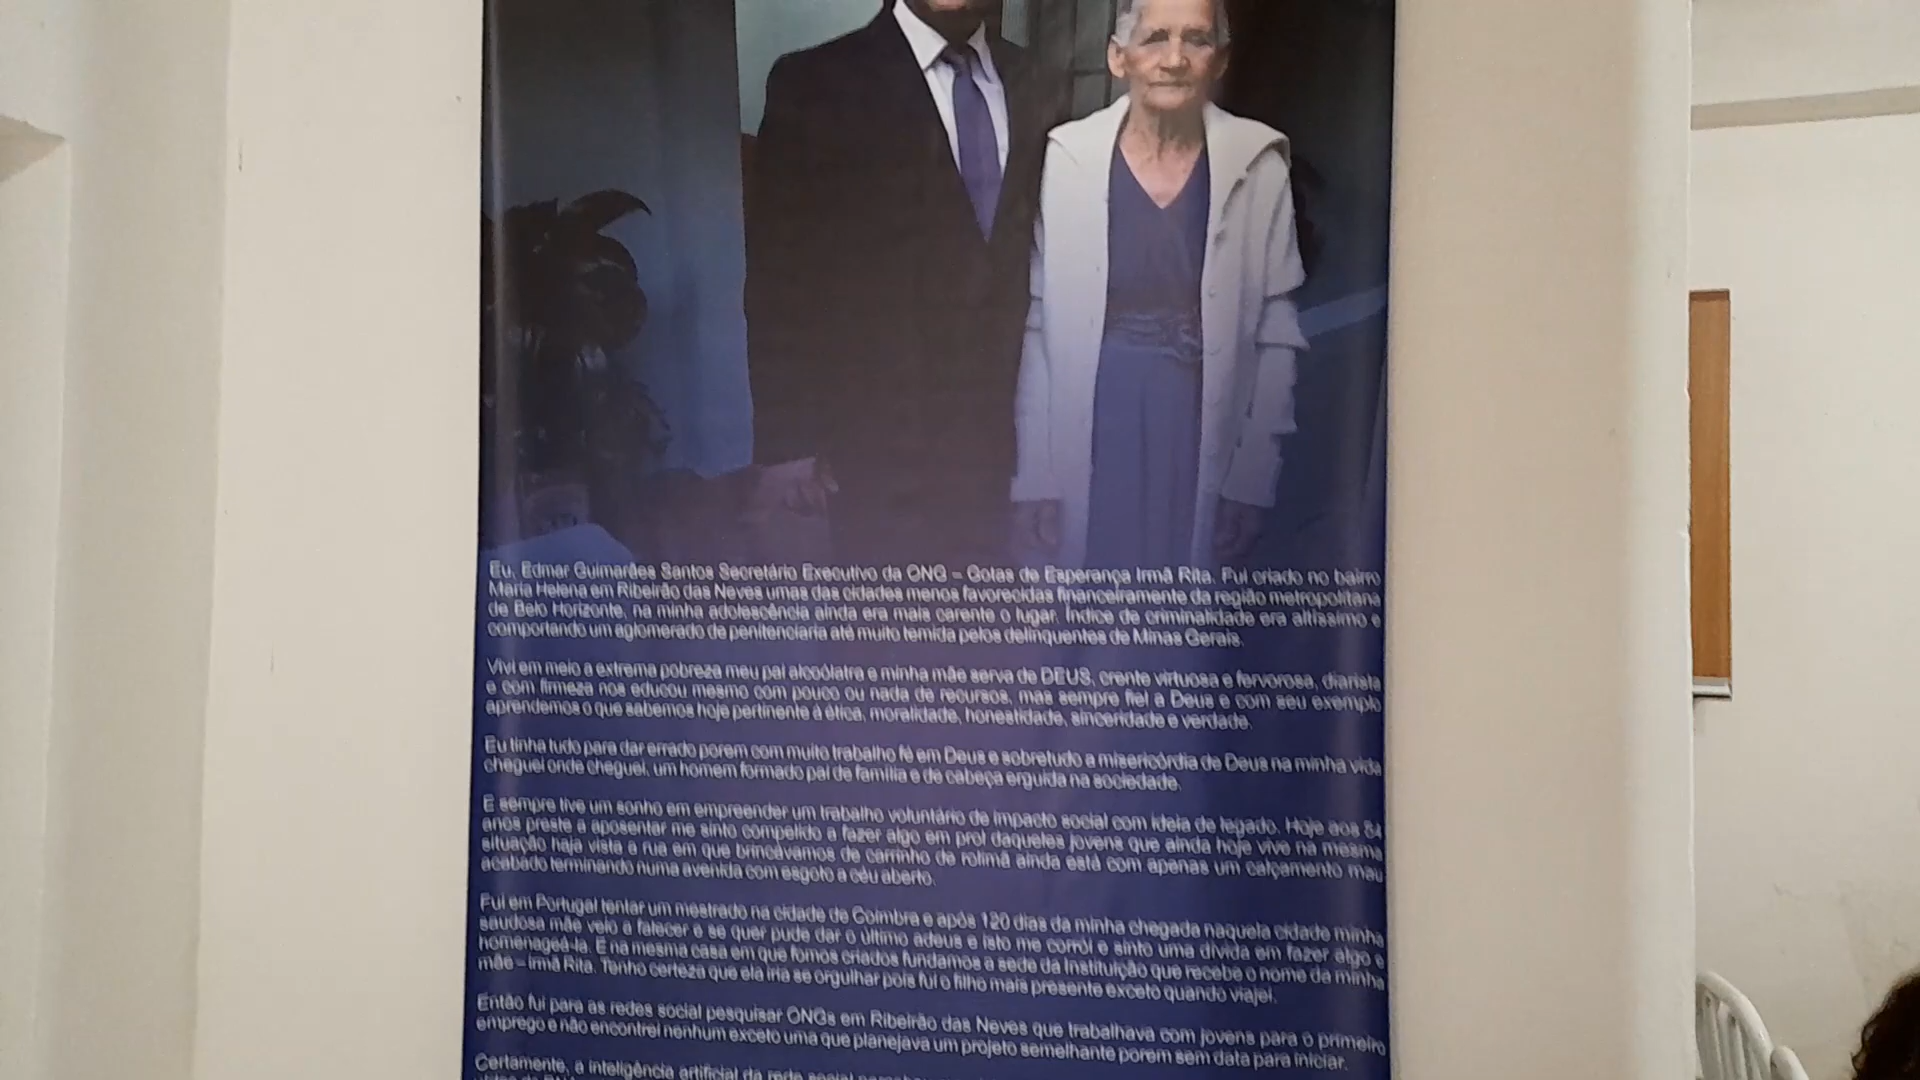 Eu, Edmar Guimarães Santos Secretário Executivo da ONG – Gotas de Esperança Irmã Rita. Fui criado no bairro
Maria Helena em Ribeirão das Neves umas das cidades menos favorecidas financeiramente da região metropolitana
de Belo Horizonte, na minha adolescência ainda era mais carente o lugar. Índice de criminalidade era altíssimo e
comportando um aglomerado de penitenciaria até muito temida pelos delinquentes de Minas Gerais.
Vivi em meio a extrema pobreza meu pai alcoólatra e minha mãe serva de DEUS, crente virtuosa e fervorosa, diarista
e com firmeza nos educou mesmo com pouco ou nada de recursos, mas sempre fiel a Deus e com seu exemplo
aprendemos o que sabemos hoje pertinente à ética, moralidade, honestidade, sinceridade e verdade.
Eu tinha tudo para dar errado porem com muito trabalho fé em Deus e sobretudo a misericórdia de Deus na minha vida
cheguei onde cheguei, um homem formado pai de família e de cabeça erguida na sociedade.
E sempre tive um sonho em empreender um trabalho voluntário de impacto social com ideia de legado. Hoje aos 54
anos preste a aposentar me sinto compelido a fazer algo em prol daqueles jovens que ainda hoje vive na mesma
situação haja vista a rua em que brincávamos de carrinho de rolimã ainda está com apenas um calçamento mau
acabado terminando numa avenida com esgoto a céu aberto.
Fui em Portugal tentar um mestrado na cidade de Coimbra e após 120 dias da minha chegada naquela cidade minha
saudosa mãe veio a falecer e se quer pude dar o último adeus e isto me corrói e sinto uma dívida em fazer algo e
homenageá-la. E na mesma casa em que fomos criados fundamos a sede da Instituição que recebe o nome da minha
mãe – Irmã Rita. Tenho certeza que ela iria se orgulhar pois fui o filho mais presente exceto quando viajei.
Então fui para as redes social pesquisar ONGs em Ribeirão das Neves que trabalhava com jovens para o primeiro
emprego e não encontrei nenhum exceto uma que planejava um projeto semelhante porem sem data para iniciar.
Certamente, a inteligência artificial da rede social